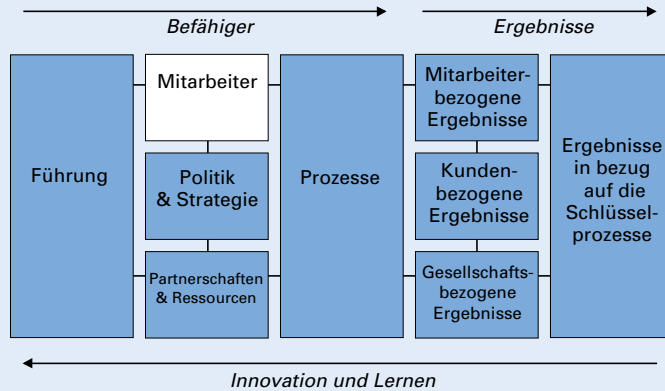 Befähiger
Ergebnisse
Führung
Mitarbeiter
Politik
& Strategie
Partnerschaften
& Ressourcen
Prozesse
Mitarbeiter-
bezogene
Ergebnisse
Kunden-
bezogene
Ergebnisse
Gesellschafts-
bezogene
Ergebnisse
Ergebnisse
in bezug
auf die
Schlüssel-
prozesse
Innovation und Lernen